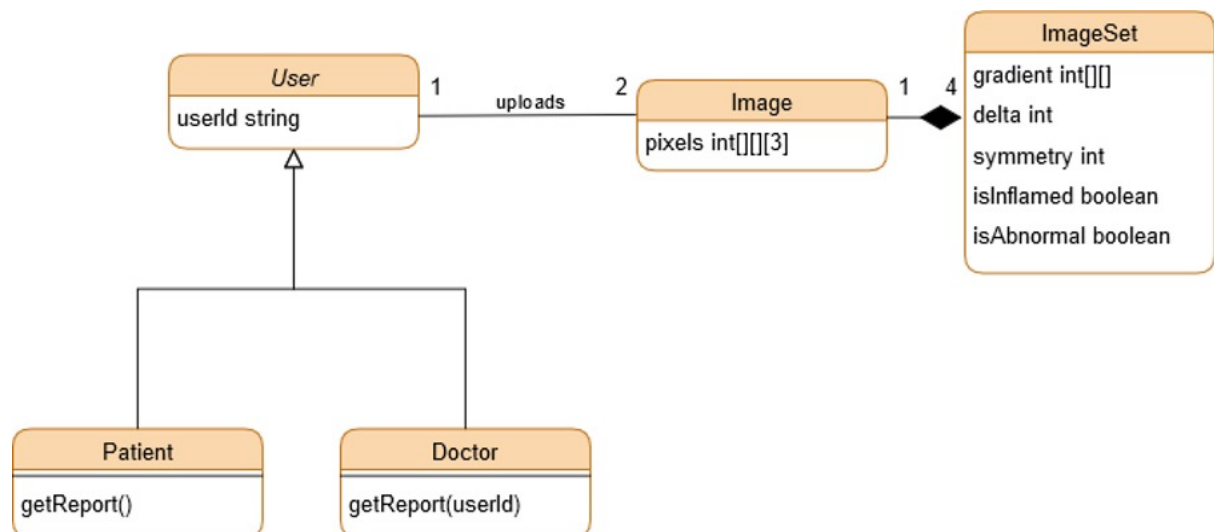 User
userId string
1
uploads
2
Image
pixels int[][][3]
1
4
ImageSet
gradient int[][]
delta int
symmetry int
isInflamed boolean
isAbnormal boolean
Patient
getReport()
Doctor
getReport(userId)